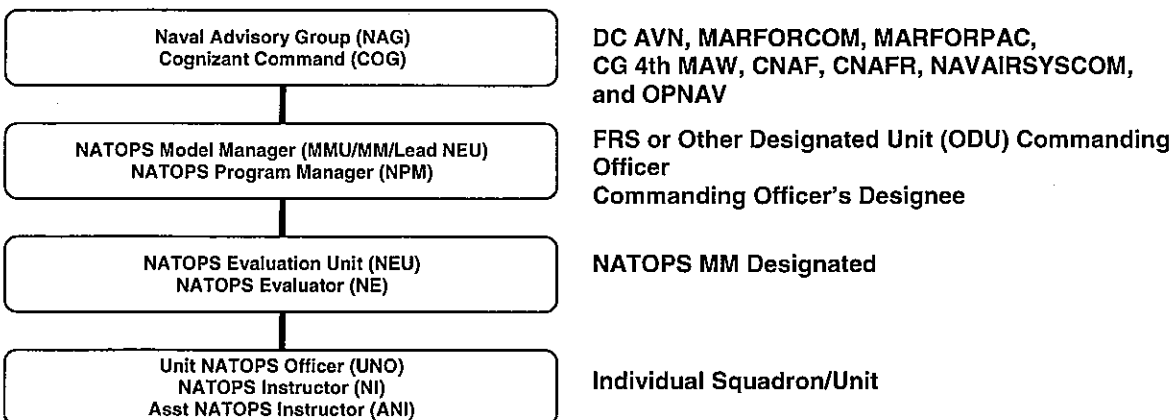 Naval Advisory Group (NAG)
Cognizant Command (COG)
DC AVN, MARFORCOM, MARFORPAC,
CG 4th MAW, CNAF, CNAFR, NAVAIRSYSCOM,
and OPNAV
NATOPS Model Manager (MMU/MM/Lead NEU)
NATOPS Program Manager (NPM)
FRS or Other Designated Unit (ODU) Commanding
Officer
Commanding Officer's Designee
NATOPS Evaluation Unit (NEU)
NATOPS Evaluator (NE)
NATOPS MM Designated
Unit NATOPS Officer (UNO)
NATOPS Instructor (NI)
Asst NATOPS Instructor (ANI)
Individual Squadron/Unit